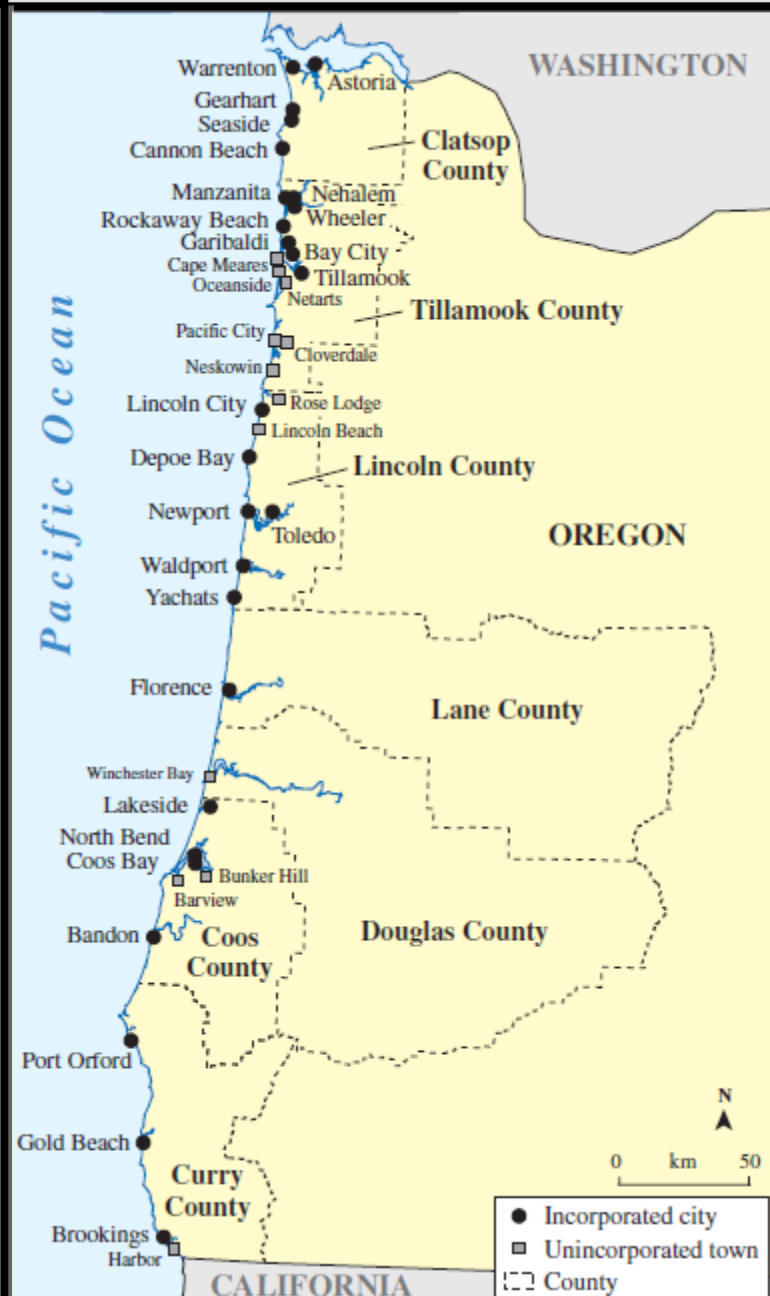 WASHINGTON
Warrenton
Astoria
Gearhart
Seaside
Cannon Beach
Clatsop
County
Manzanita
Nehalem
Rockaway Beach
Wheeler
Garibaldi
Bay City
Cape Meares
Tillamook
Oceanside
Netarts
Tillamook County
Pacific City
Cloverdale
Neskowin
Lincoln City
Rose Lodge
Lincoln Beach
Depoe Bay
Lincoln County
Newport
Toledo
OREGON
Pacific Ocean
Waldport
Yachats
Florence
Lane County
Winchester Bay
Lakeside
North Bend
Coos Bay
Bunker Hill
Barview
Bandon
Coos
County
Douglas County
Port Orford
Gold Beach
Curry
County
Brookings
Harbor
CALIFORNIA
N
0 km 50
Incorporated city
Unincorporated town
County